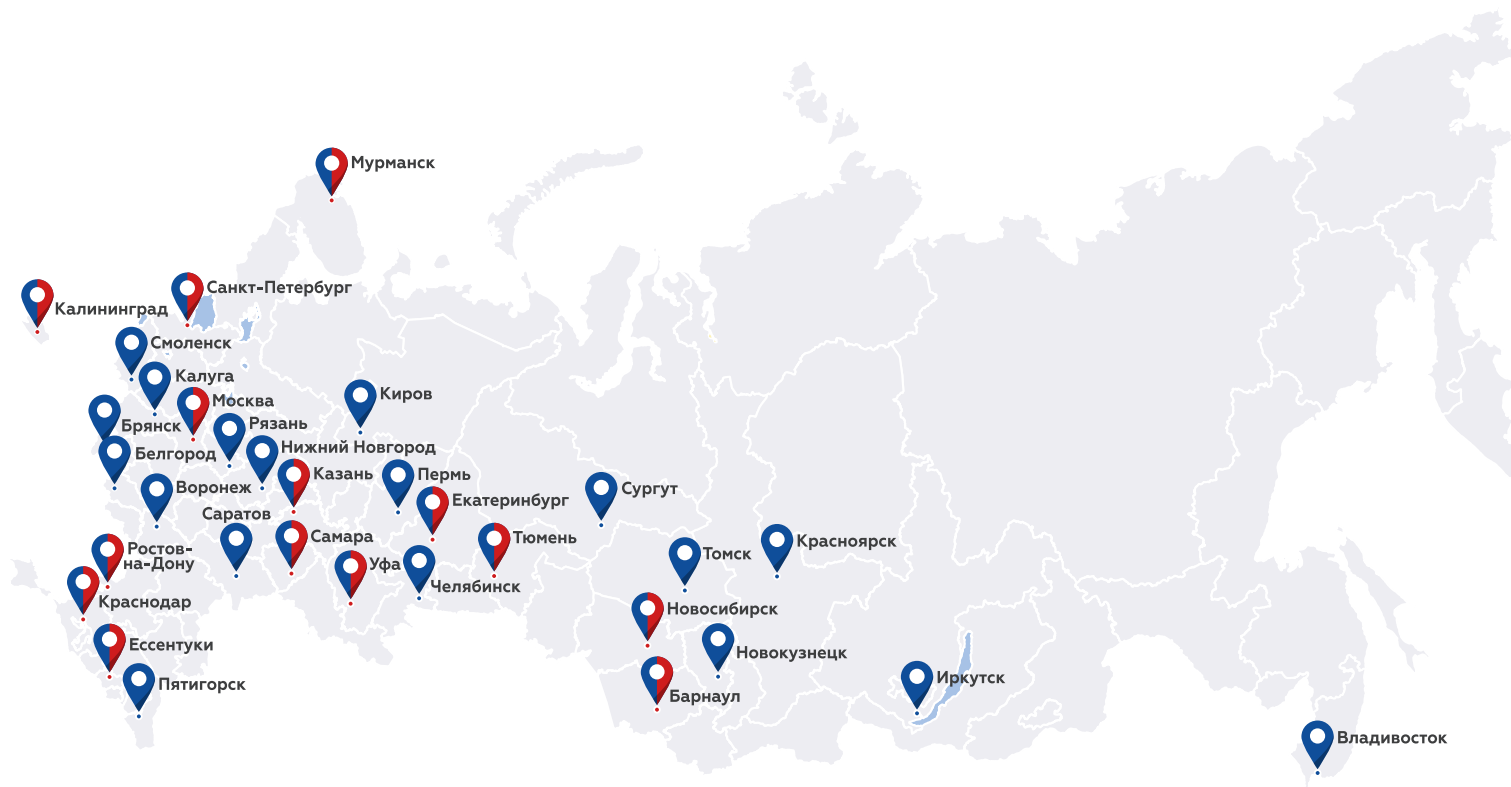 Мурманск
Санкт-Петербург
Калининград
Смоленск
Калуга
Киров
Москва
Брянск
Рязань
Нижний Новгород
Белгород
Казань
Пермь
Воронеж
Сургут
Екатеринбург
Саратов
Самара
Тюмень
Красноярск
Ростов-
на-Дону
Томск
Уфа
Челябинск
Краснодар
Новосибирск
Ессентуки
Новокузнецк
Иркутск
Пятигорск
Барнаул
Владивосток